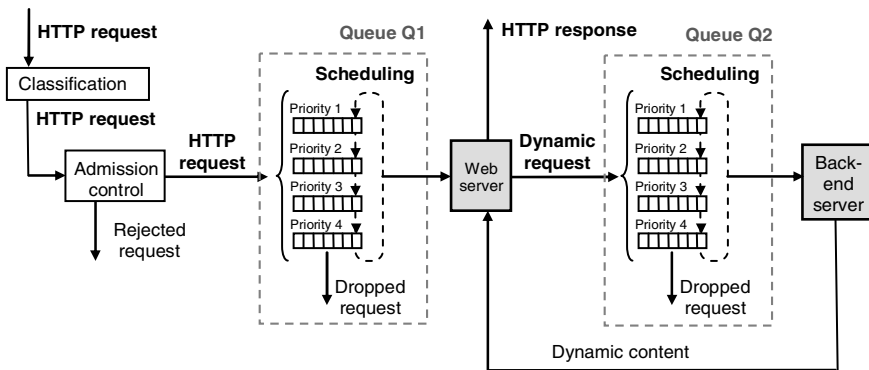 HTTP request
Classification
HTTP request
Admission
control
Rejected
request
HTTP
request
Queue Q1
Scheduling
Priority 1
Priority 2
Priority 3
Priority 4
Dropped
request
HTTP response
Web
server
Dynamic
request
Queue Q2
Scheduling
Priority 1
Priority 2
Priority 3
Priority 4
Dropped
request
Back-
end
server
Dynamic content